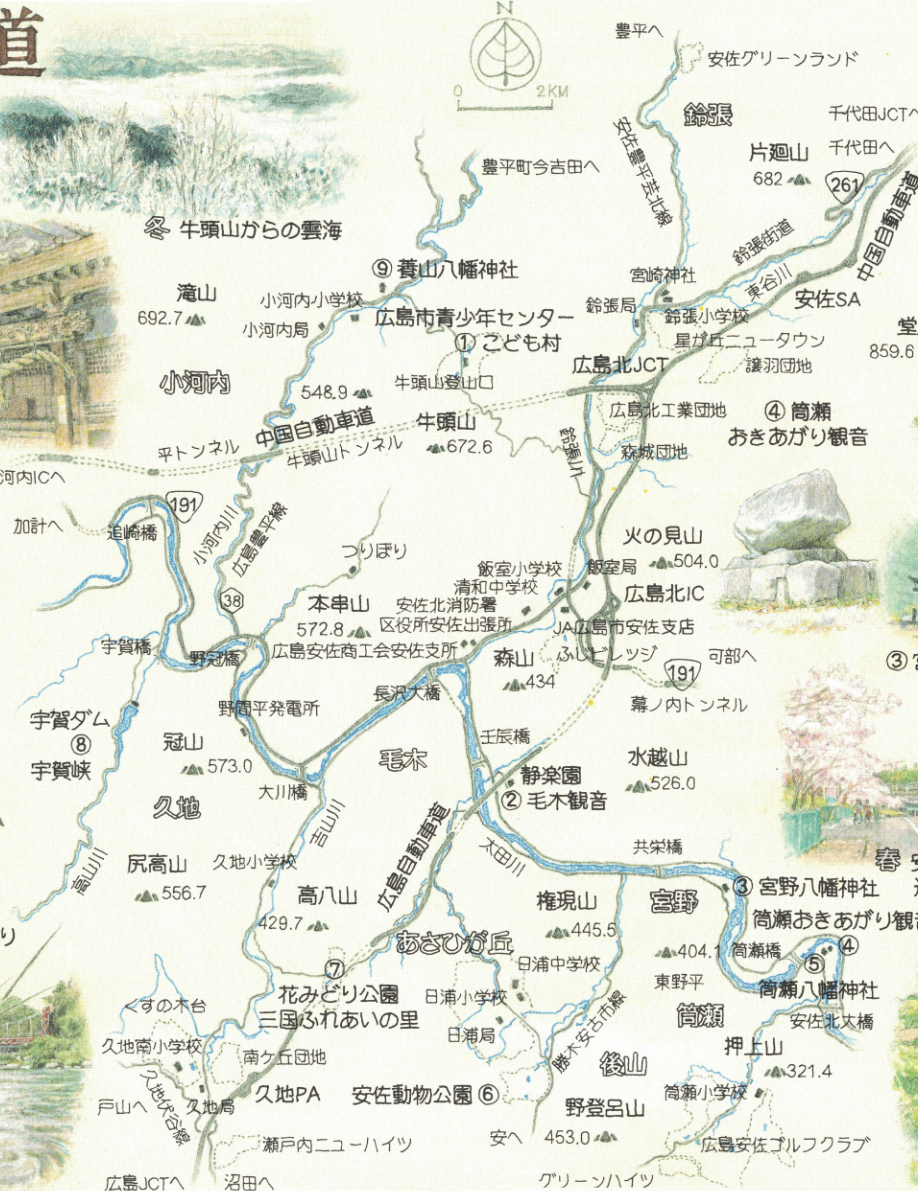 道
N
0 2KM
豊平へ
安佐グリーンランド
鈴張
千代田JCTへ
片廻山
千代田へ
682
261
安佐豊平芸北線
豊平町今吉田へ
冬 牛頭山からの雲海
鈴張街道
中国自動車道
⑨ 養山八幡神社
宮崎神社
東谷川
滝山
692.7
小河内小学校
小河内局
広島市青少年センター
① こども村
鈴張局
鈴張小学校
安佐SA
星が丘ニュータウン
堂
859.6
広島北JCT
譲羽団地
小河内
548.9
牛頭山登山口
中国自動車道
牛頭山
672.6
広島北工業団地
④ 筒瀬
おきあがり観音
平トンネル
牛頭山トンネル
鈴張川
森城団地
河内ICへ
191
加計へ
追崎橋
小河内川
広島豊平線
つりぼり
火の見山
504.0
飯室小学校
飯室局
清和中学校
広島北IC
38
本串山
572.8
安佐北消防署
区役所安佐出張所
JA広島市安佐支店
宇賀橋
野冠橋
広島安佐商工会安佐支所
森山
434
ふじビレッジ
可部へ
191
③ 宮
長沢大橋
幕ノ内トンネル
野間平発電所
宇賀ダム
⑧
宇賀峡
冠山
573.0
毛木
壬辰橋
水越山
526.0
静楽園
② 毛木観音
大川橋
久地
吉山川
広島自動車道
太田川
共栄橋
春 安
高山川
尻高山
556.7
久地小学校
高八山
429.7
権現山
445.5
宮野
③ 宮野八幡神社
筒瀬おきあがり観音
あさひが丘
404.1
筒瀬橋
⑤
④
り
⑦
花みどり公園
三国ふれあいの里
日浦中学校
日浦小学校
東野平
筒瀬八幡神社
くすの木台
日浦局
筒瀬
安佐北大橋
久地南小学校
南ケ丘団地
勝木安古市線
後山
押上山
321.4
戸山へ
久地伏谷線
久地局
久地PA
安佐動物公園 ⑥
筒瀬小学校
野登呂山
453.0
瀬戸内ニューハイツ
安へ
広島安佐ゴルフクラブ
広島JCTへ
沼田へ
グリーンハイツ